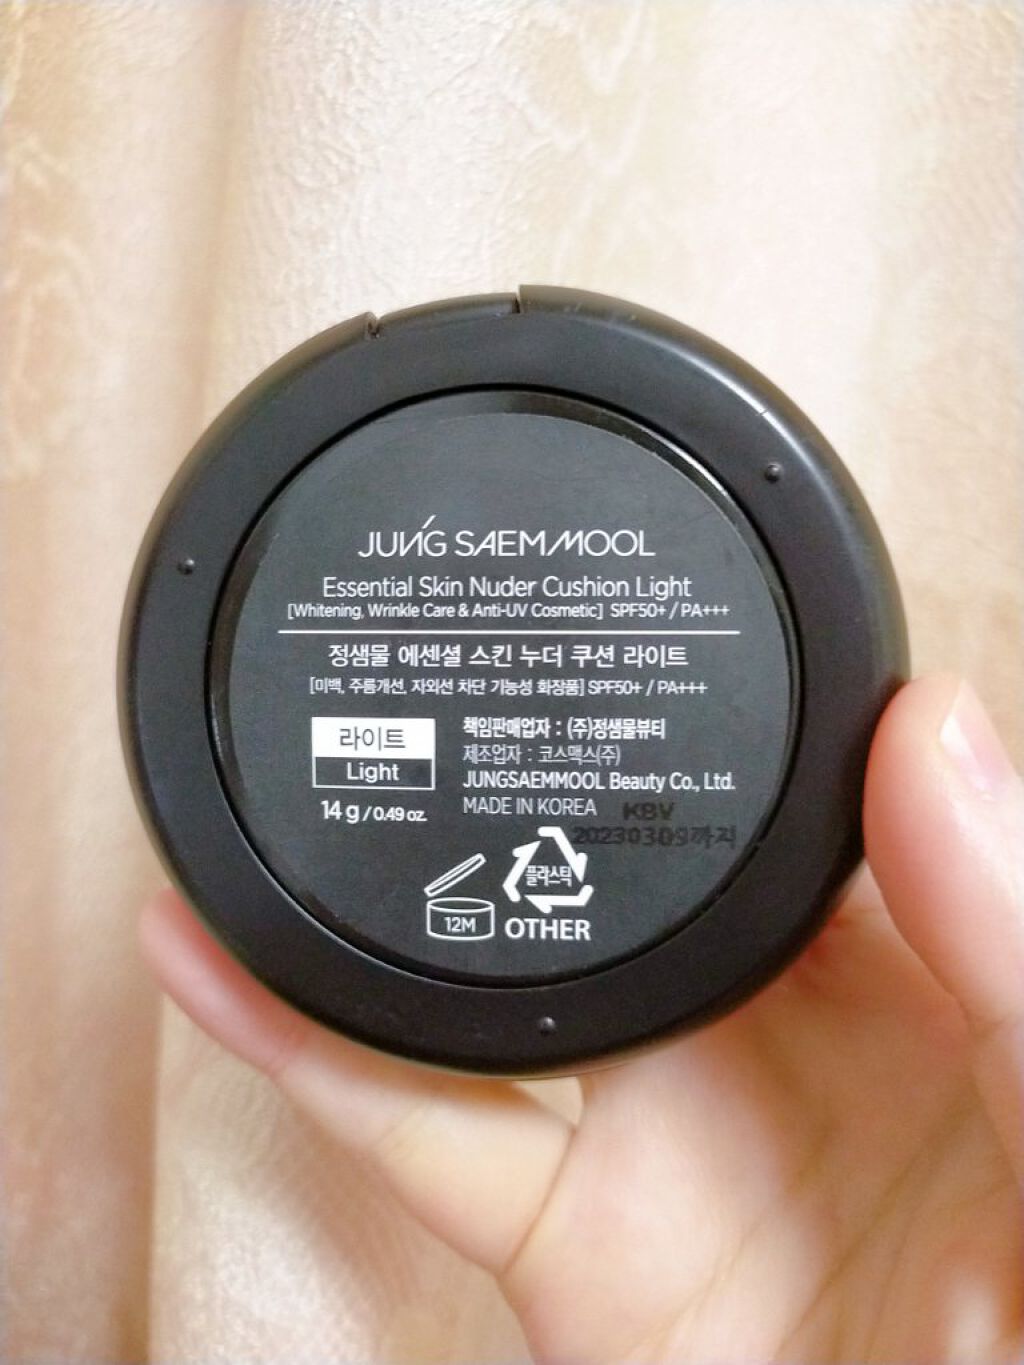 JUNG SAEM MOOL
Essential Skin Nuder Cushion Light
[Whitening, Wrinkle Care & Anti-UV Cosmetic] SPF50+ / PA+++
정샘물 에센셜 스킨 누더 쿠션 라이트
[미백, 주름개선, 자외선 차단 기능성 화장품] SPF50+ / PA+++
라이트
Light
14 g / 0.49 oz.
책임판매업자 : (주)정샘물뷰티
제조업자 : 코스맥스(주)
JUNGSAEMMOOL Beauty Co., Ltd.
MADE IN KOREA
KBV
20230309까지
플라스틱
OTHER
12M